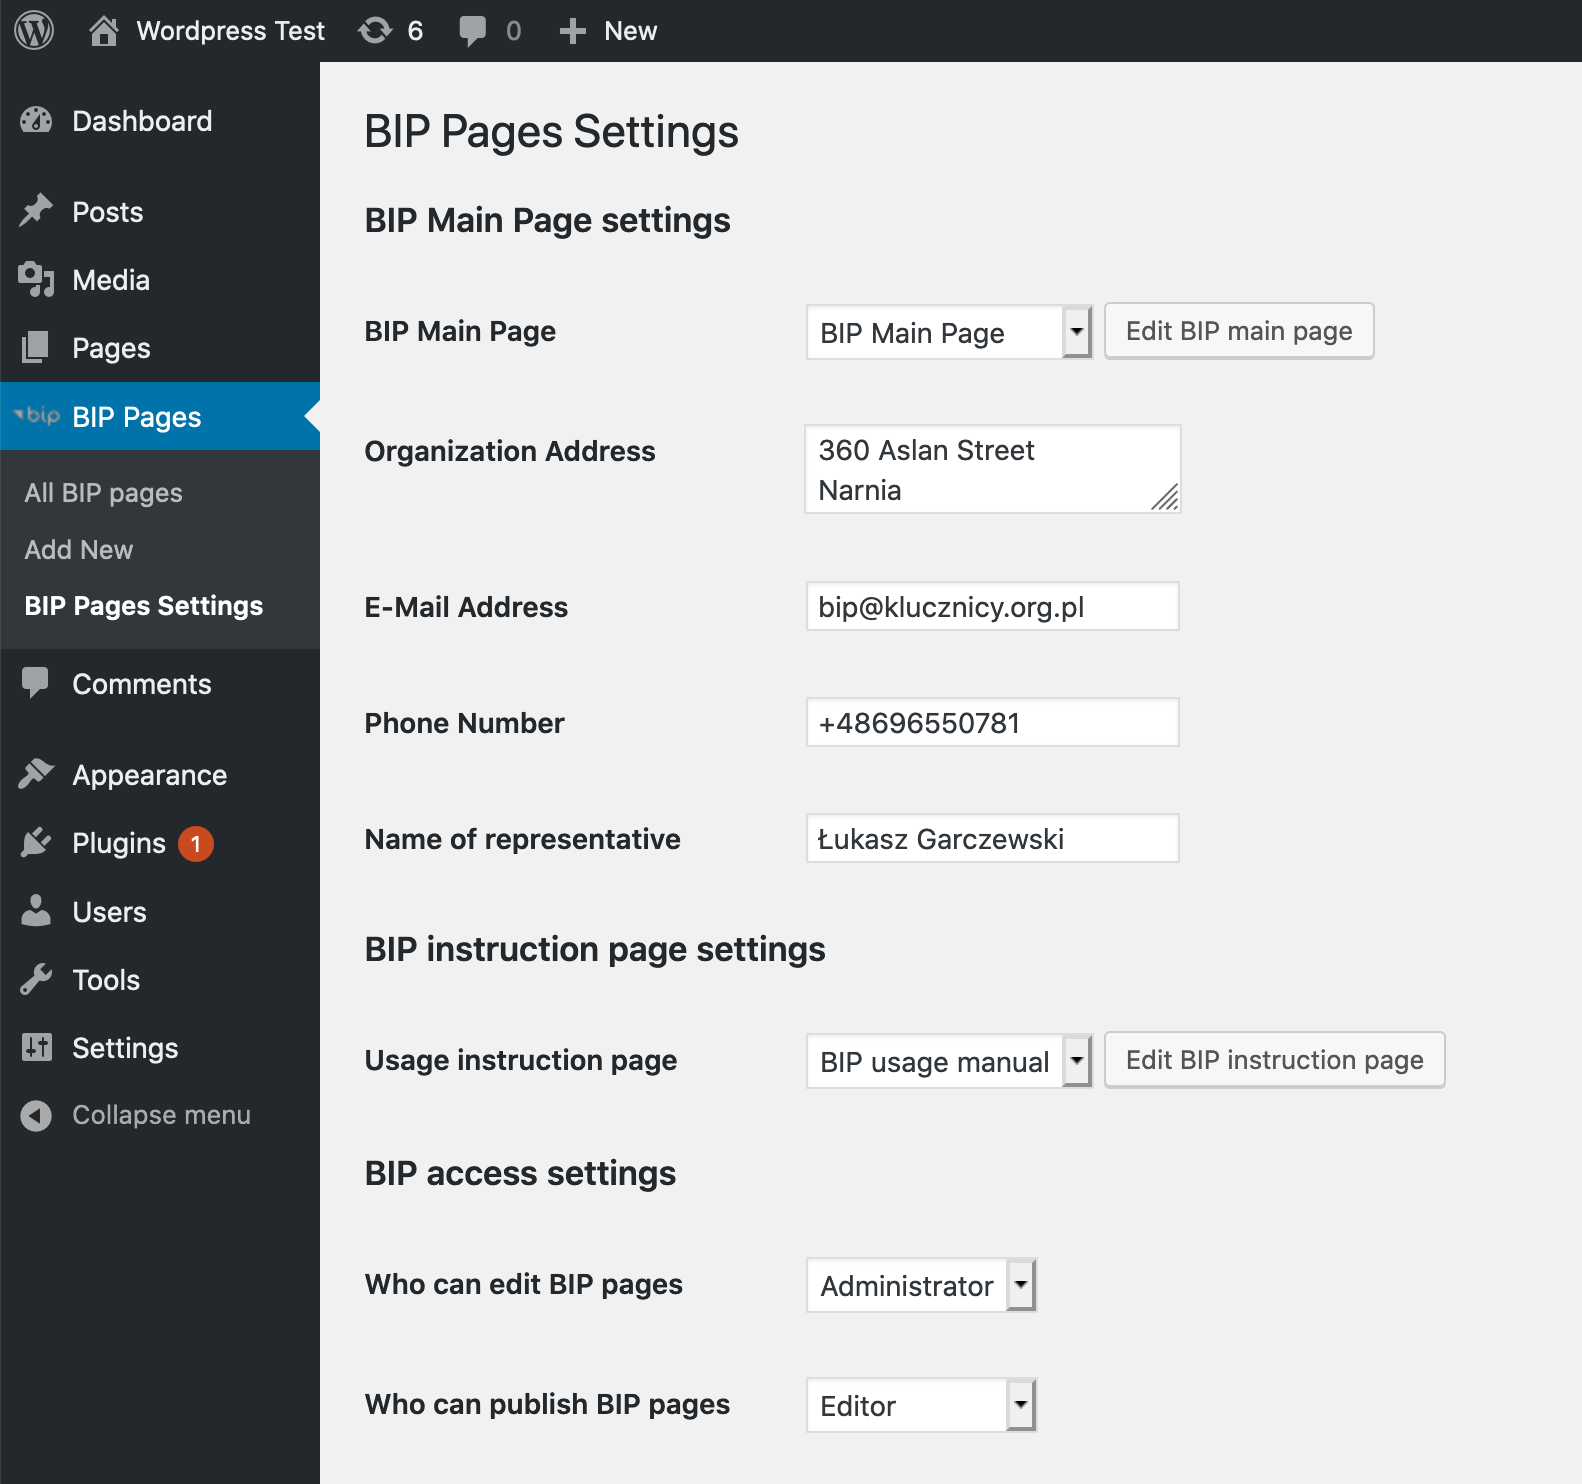 Wordpress Test 6 0 New
Dashboard
Posts
Media
Pages
bip BIP Pages
All BIP pages
Add New
BIP Pages Settings
Comments
Appearance
Plugins 1
Users
Tools
Settings
Collapse menu
BIP Pages Settings
BIP Main Page settings
BIP Main Page BIP Main Page Edit BIP main page
Organization Address 360 Aslan Street
Narnia
E-Mail Address bip@klucznicy.org.pl
Phone Number +48696550781
Name of representative Łukasz Garczewski
BIP instruction page settings
Usage instruction page BIP usage manual Edit BIP instruction page
BIP access settings
Who can edit BIP pages Administrator
Who can publish BIP pages Editor